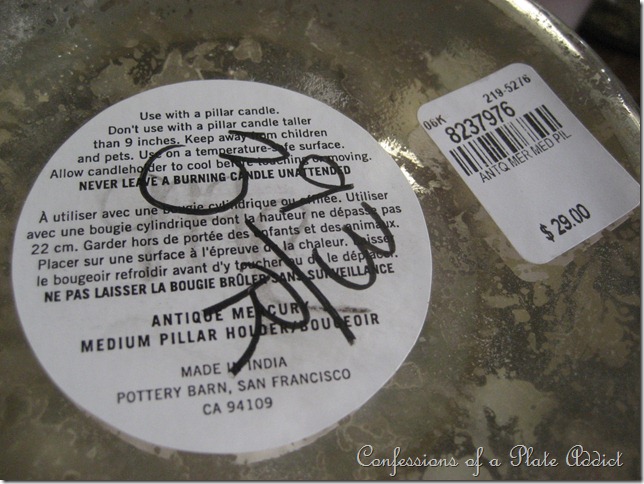 Use with a pillar candle.
Don't use with a pillar candle taller
than 9 inches. Keep away from children
and pets. Use on a temperature-safe surface.
Allow candleholder to cool before touching or moving.
NEVER LEAVE A BURNING CANDLE UNATTENDED
À utiliser avec une bougie cylindrique ou effilée. Utiliser
avec une bougie cylindrique dont la hauteur ne dépasse pas
22 cm. Garder hors de portée des enfants et des animaux.
Placer sur une surface à l'épreuve de la chaleur. Laisser
le bougeoir refroidir avant d'y toucher ou de le déplacer.
NE PAS LAISSER LA BOUGIE BRÛLER SANS SURVEILLANCE
ANTIQUE MERCURY
MEDIUM PILLAR HOLDER/BOUGEOIR
MADE IN INDIA
POTTERY BARN, SAN FRANCISCO
CA 94109
06K 219-5276
8237976
ANTQ MER MED PIL
$ 29.00
Confessions of a Plate Addict